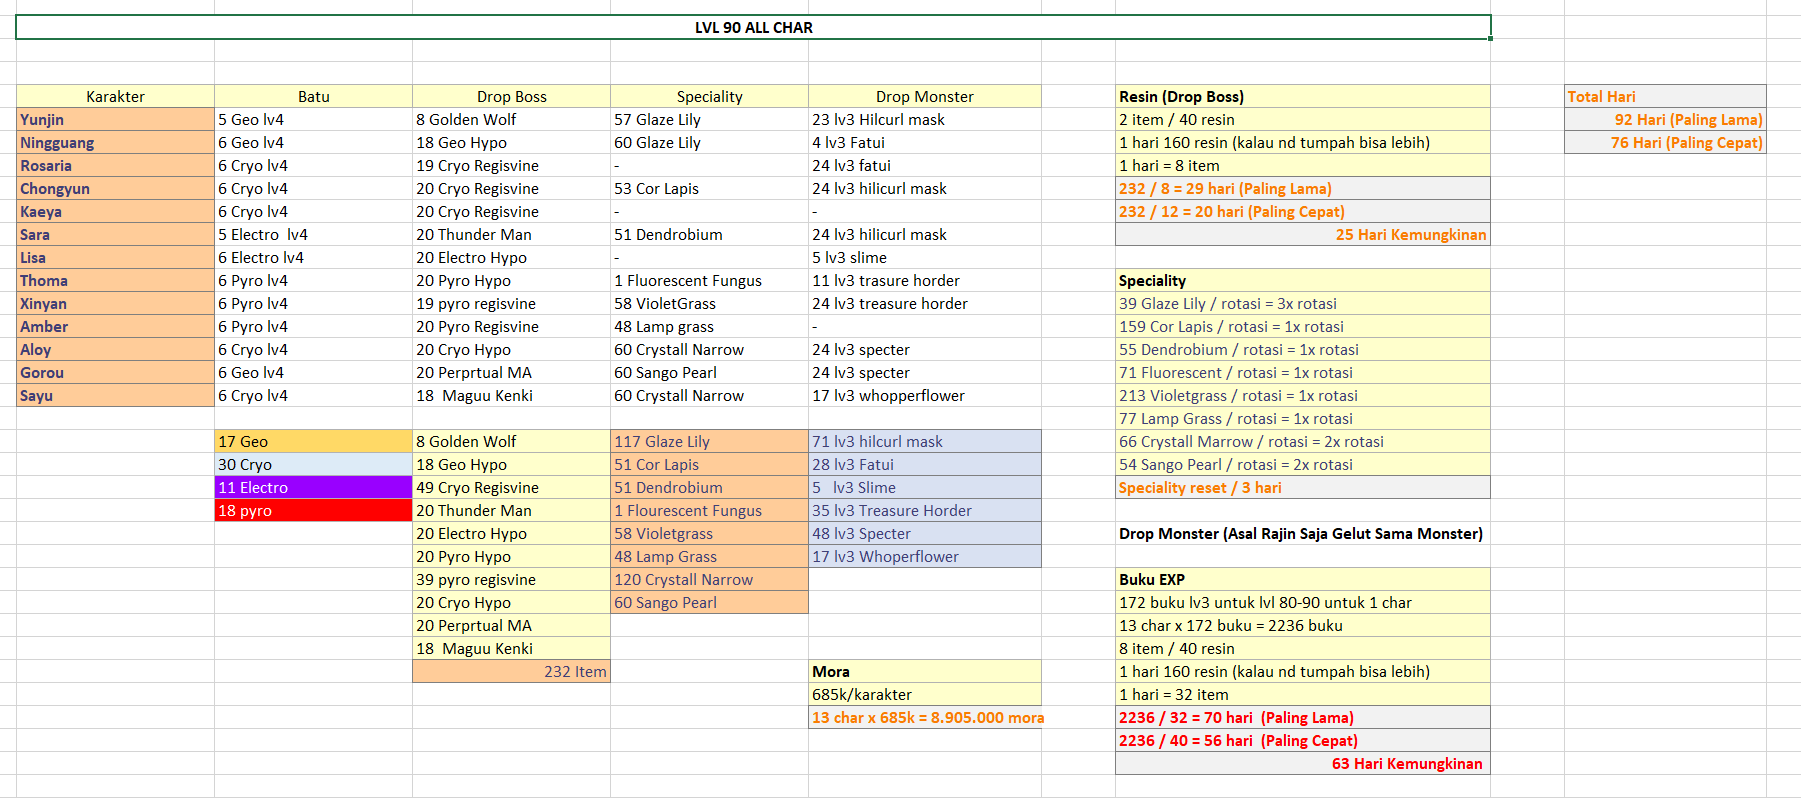 LVL 90 ALL CHAR
Karakter Batu Drop Boss Speciality Drop Monster
Yunjin 5 Geo lv4 8 Golden Wolf 57 Glaze Lily 23 lv3 Hilcurl mask
Ningguang 6 Geo lv4 18 Geo Hypo 60 Glaze Lily 4 lv3 Fatui
Rosaria 6 Cryo lv4 19 Cryo Regisvine - 24 lv3 fatui
Chongyun 6 Cryo lv4 20 Cryo Regisvine 53 Cor Lapis 24 lv3 hilicurl mask
Kaeya 6 Cryo lv4 20 Cryo Regisvine - -
Sara 5 Electro  lv4 20 Thunder Man 51 Dendrobium 24 lv3 hilicurl mask
Lisa 6 Electro lv4 20 Electro Hypo - 5 lv3 slime
Thoma 6 Pyro lv4 20 Pyro Hypo 1 Fluorescent Fungus 11 lv3 trasure horder
Xinyan 6 Pyro lv4 19 pyro regisvine 58 VioletGrass 24 lv3 treasure horder
Amber 6 Pyro lv4 20 Pyro Regisvine 48 Lamp grass -
Aloy 6 Cryo lv4 20 Cryo Hypo 60 Crystall Narrow 24 lv3 specter
Gorou 6 Geo lv4 20 Perprtual MA 60 Sango Pearl 24 lv3 specter
Sayu 6 Cryo lv4 18  Maguu Kenki 60 Crystall Narrow 17 lv3 whopperflower
17 Geo 8 Golden Wolf 117 Glaze Lily 71 lv3 hilcurl mask
30 Cryo 18 Geo Hypo 51 Cor Lapis 28 lv3 Fatui
11 Electro 49 Cryo Regisvine 51 Dendrobium 5   lv3 Slime
18 pyro 20 Thunder Man 1 Flourescent Fungus 35 lv3 Treasure Horder
20 Electro Hypo 58 Violetgrass 48 lv3 Specter
20 Pyro Hypo 48 Lamp Grass 17 lv3 Whoperflower
39 pyro regisvine 120 Crystall Narrow
20 Cryo Hypo 60 Sango Pearl
20 Perprtual MA
18  Maguu Kenki
232 Item
Mora
685k/karakter
13 char x 685k = 8.905.000 mora
Resin (Drop Boss)
2 item / 40 resin
1 hari 160 resin (kalau nd tumpah bisa lebih)
1 hari = 8 item
232 / 8 = 29 hari (Paling Lama)
232 / 12 = 20 hari (Paling Cepat)
25 Hari Kemungkinan
Speciality
39 Glaze Lily / rotasi = 3x rotasi
159 Cor Lapis / rotasi = 1x rotasi
55 Dendrobium / rotasi = 1x rotasi
71 Fluorescent / rotasi = 1x rotasi
213 Violetgrass / rotasi = 1x rotasi
77 Lamp Grass / rotasi = 1x rotasi
66 Crystall Marrow / rotasi = 2x rotasi
54 Sango Pearl / rotasi = 2x rotasi
Speciality reset / 3 hari
Drop Monster (Asal Rajin Saja Gelut Sama Monster)
Buku EXP
172 buku lv3 untuk lvl 80-90 untuk 1 char
13 char x 172 buku = 2236 buku
8 item / 40 resin
1 hari 160 resin (kalau nd tumpah bisa lebih)
1 hari = 32 item
2236 / 32 = 70 hari  (Paling Lama)
2236 / 40 = 56 hari  (Paling Cepat)
63 Hari Kemungkinan
Total Hari
92 Hari (Paling Lama)
76 Hari (Paling Cepat)